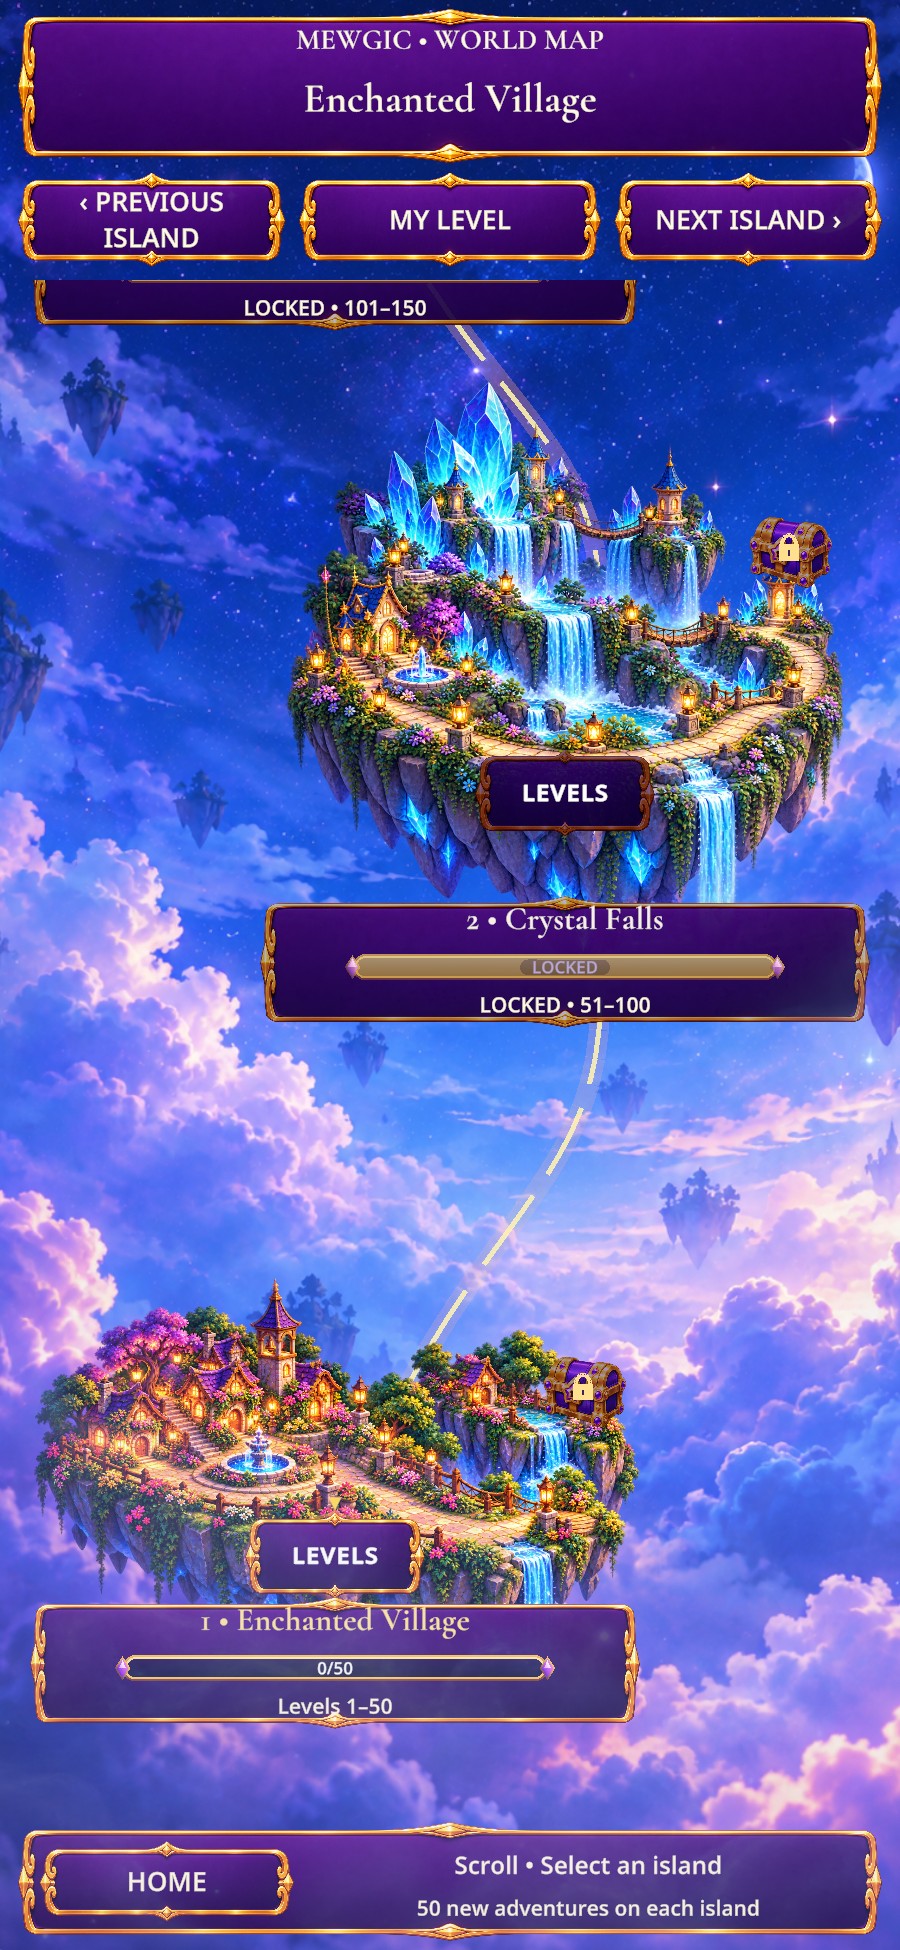 MEWGIC • WORLD MAP
Enchanted Village
‹ PREVIOUS
ISLAND
MY LEVEL
NEXT ISLAND ›
LOCKED • 101–150
LEVELS
2 • Crystal Falls
LOCKED
LOCKED • 51–100
LEVELS
1 • Enchanted Village
0/50
Levels 1–50
HOME
Scroll • Select an island
50 new adventures on each island